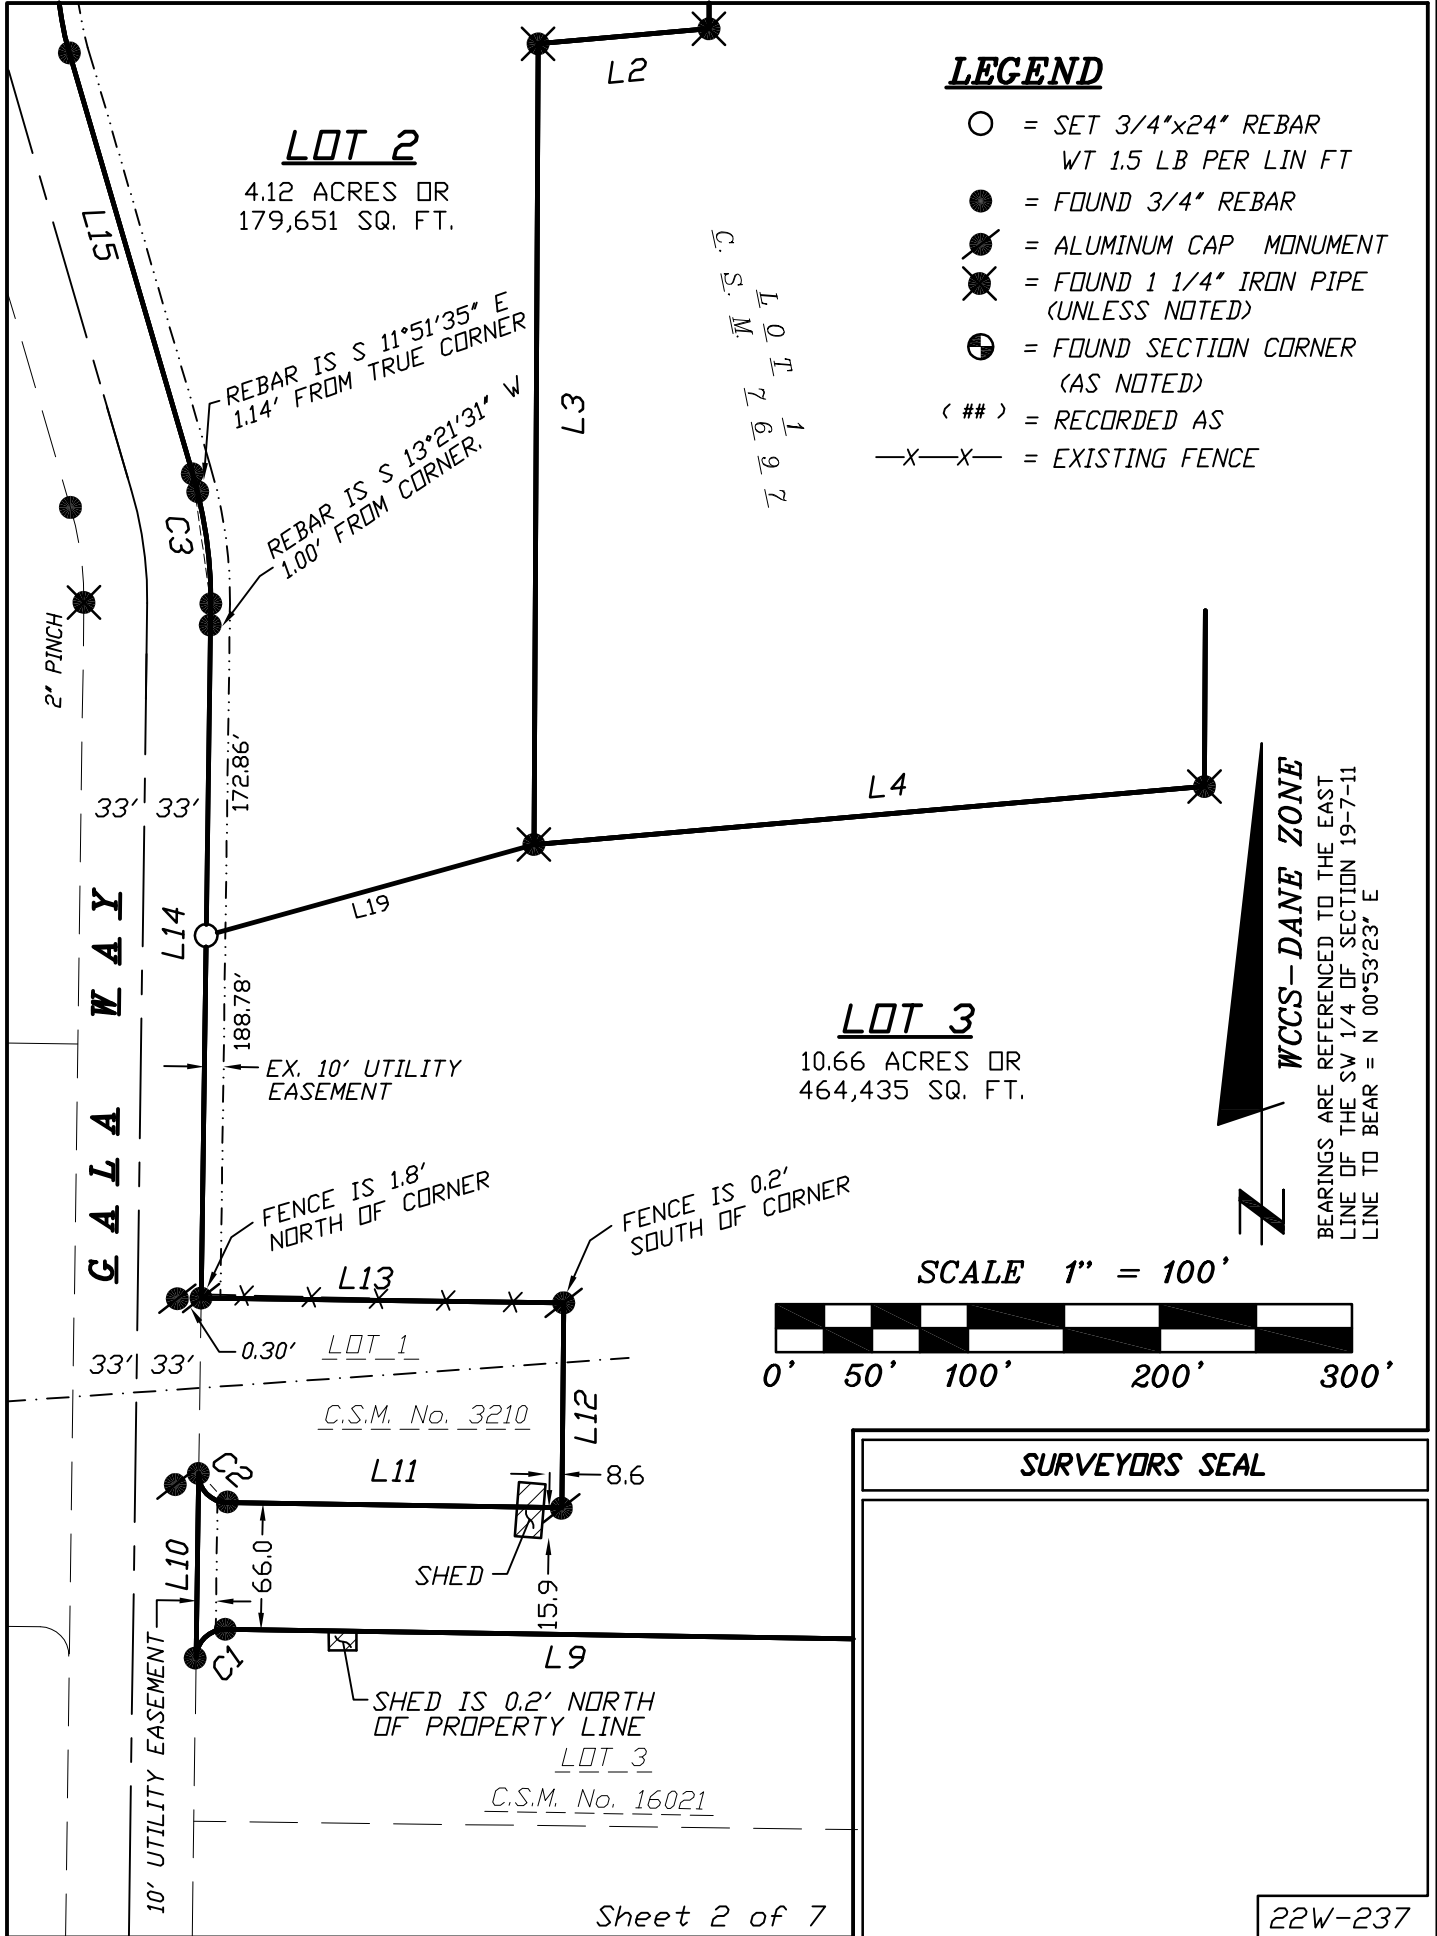 L2
LEGEND
= SET 3/4"x24" REBAR
WT 1.5 LB PER LIN FT
= FOUND 3/4" REBAR
= ALUMINUM CAP MONUMENT
= FOUND 1 1/4" IRON PIPE
(UNLESS NOTED)
= FOUND SECTION CORNER
(AS NOTED)
( ## ) = RECORDED AS
—X—X— = EXISTING FENCE
LOT 2
4.12 ACRES OR
179,651 SQ. FT.
L15
LOT 1
C.S.M. 7697
REBAR IS S 11°51'35" E
1.14' FROM TRUE CORNER
REBAR IS S 13°21'31" W
1.00' FROM CORNER.
L3
C3
2" PINCH
172.86'
33' 33'
L4
L19
L14
GALA WAY
188.78'
EX. 10' UTILITY
EASEMENT
LOT 3
10.66 ACRES OR
464,435 SQ. FT.
WCCS-DANE ZONE
BEARINGS ARE REFERENCED TO THE EAST
LINE OF THE SW 1/4 OF SECTION 19-7-11
LINE TO BEAR = N 00°53'23" E
N
FENCE IS 1.8'
NORTH OF CORNER
FENCE IS 0.2'
SOUTH OF CORNER
L13
SCALE 1" = 100'
0' 50' 100' 200' 300'
0.30'
LOT 1
33' 33'
C.S.M. No. 3210
L12
C2
L11
8.6
SURVEYORS SEAL
L10
66.0
SHED
15.9
C1
L9
10' UTILITY EASEMENT
SHED IS 0.2' NORTH
OF PROPERTY LINE
LOT 3
C.S.M. No. 16021
Sheet 2 of 7
22W-237